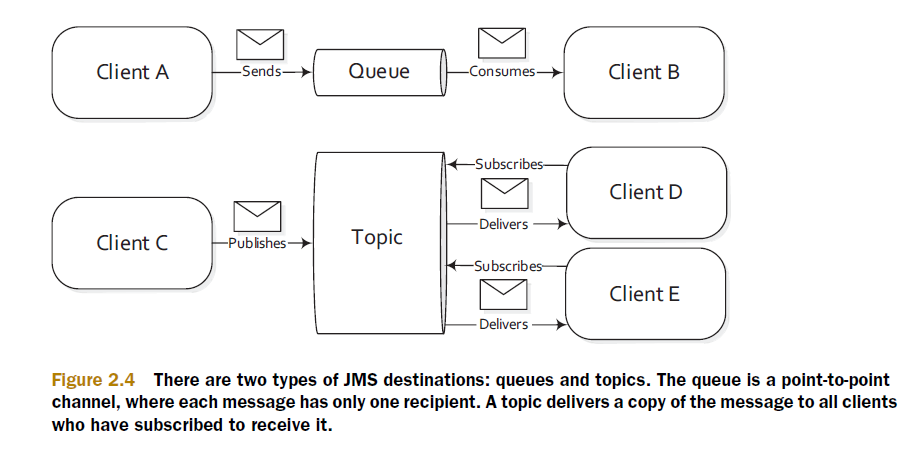 Client A
Sends
Queue
Consumes
Client B
Client C
Publishes
Topic
Subscribes
Delivers
Client D
Subscribes
Delivers
Client E
Figure 2.4 There are two types of JMS destinations: queues and topics. The queue is a point-to-point
channel, where each message has only one recipient. A topic delivers a copy of the message to all clients
who have subscribed to receive it.